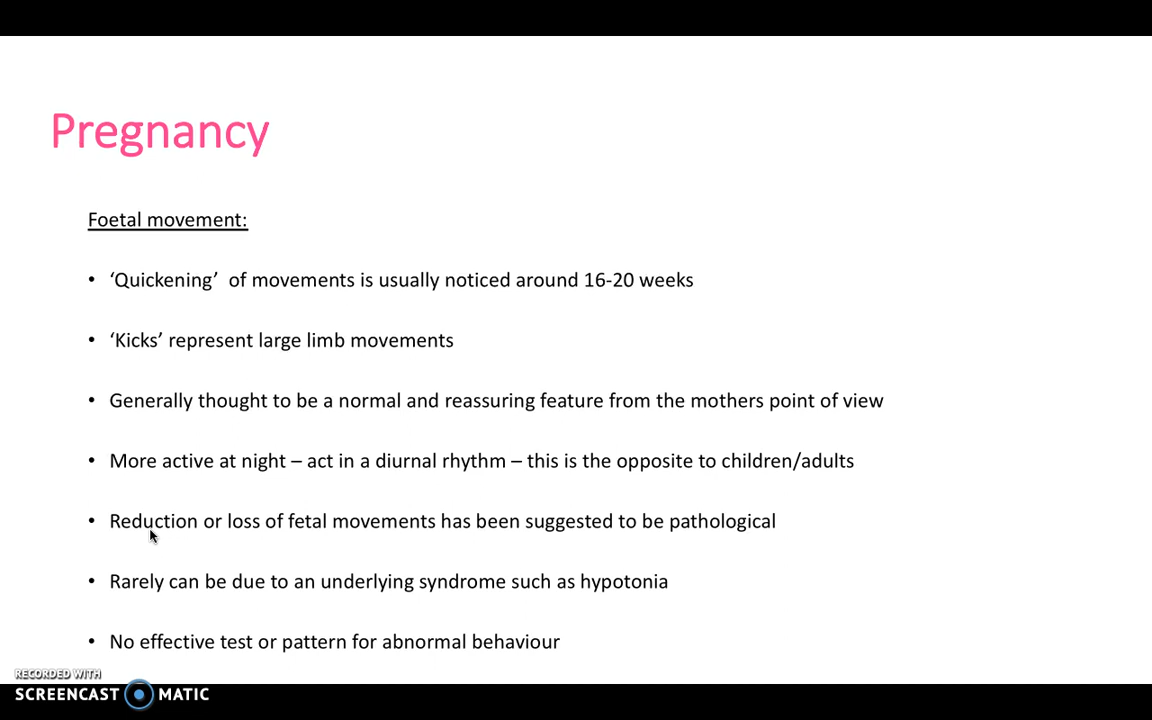 Pregnancy
Foetal movement:
• ‘Quickening’  of movements is usually noticed around 16-20 weeks
• ‘Kicks’ represent large limb movements
• Generally thought to be a normal and reassuring feature from the mothers point of view
• More active at night – act in a diurnal rhythm – this is the opposite to children/adults
• Reduction or loss of fetal movements has been suggested to be pathological
• Rarely can be due to an underlying syndrome such as hypotonia
• No effective test or pattern for abnormal behaviour
RECORDED WITH
SCREENCAST MATIC